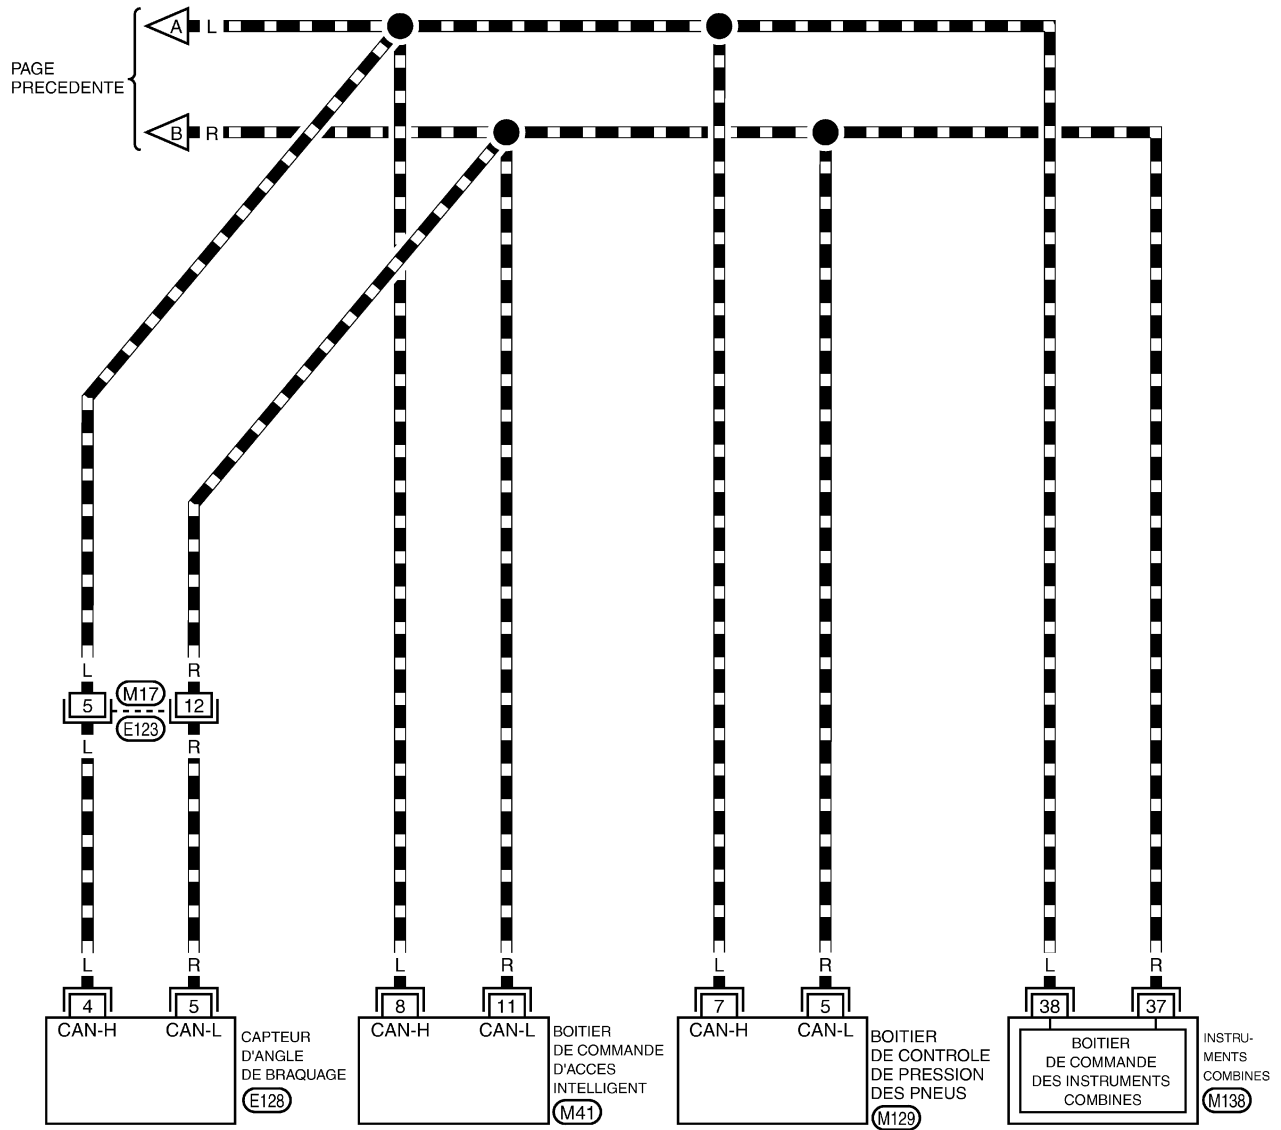 A L
PAGE
PRECEDENTE
B R
L R
5 M17 12
E123
L R
L R L R L R L R
4 5 8 11 7 5 38 37
CAN-H CAN-L CAN-H CAN-L CAN-H CAN-L
CAPTEUR
D'ANGLE
DE BRAQUAGE
E128
BOITIER
DE COMMANDE
D'ACCES
INTELLIGENT
M41
BOITIER
DE CONTROLE
DE PRESSION
DES PNEUS
M129
BOITIER
DE COMMANDE
DES INSTRUMENTS
COMBINES
INSTRU-
MENTS
COMBINES
M138